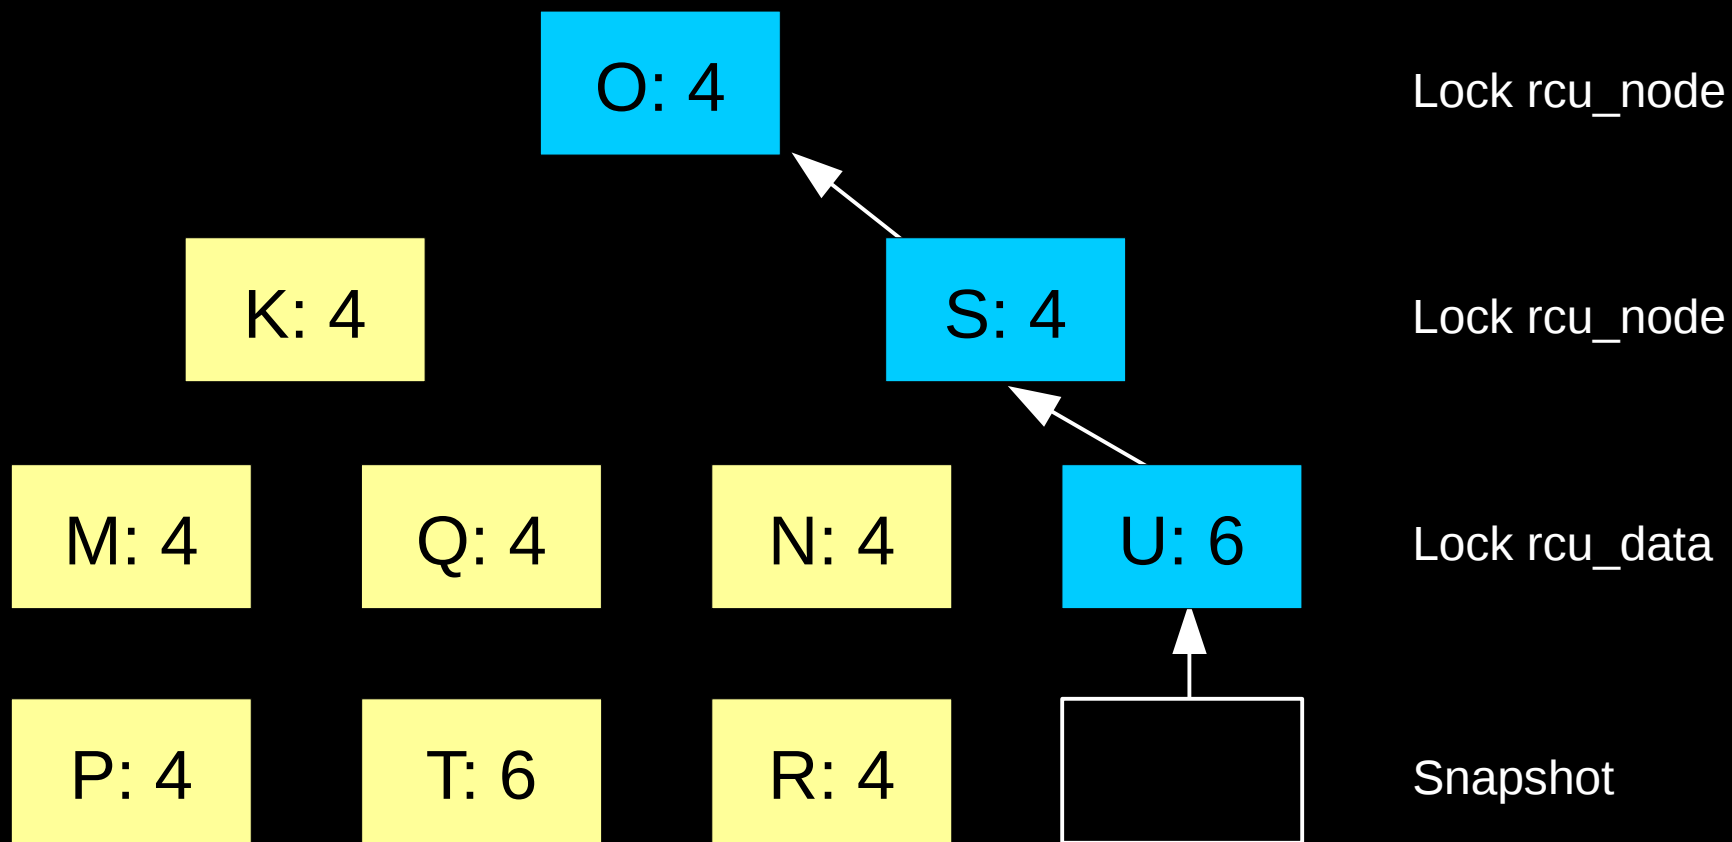 O: 4 Lock rcu_node
K: 4 S: 4 Lock rcu_node
M: 4 Q: 4 N: 4 U: 6 Lock rcu_data
P: 4 T: 6 R: 4 Snapshot